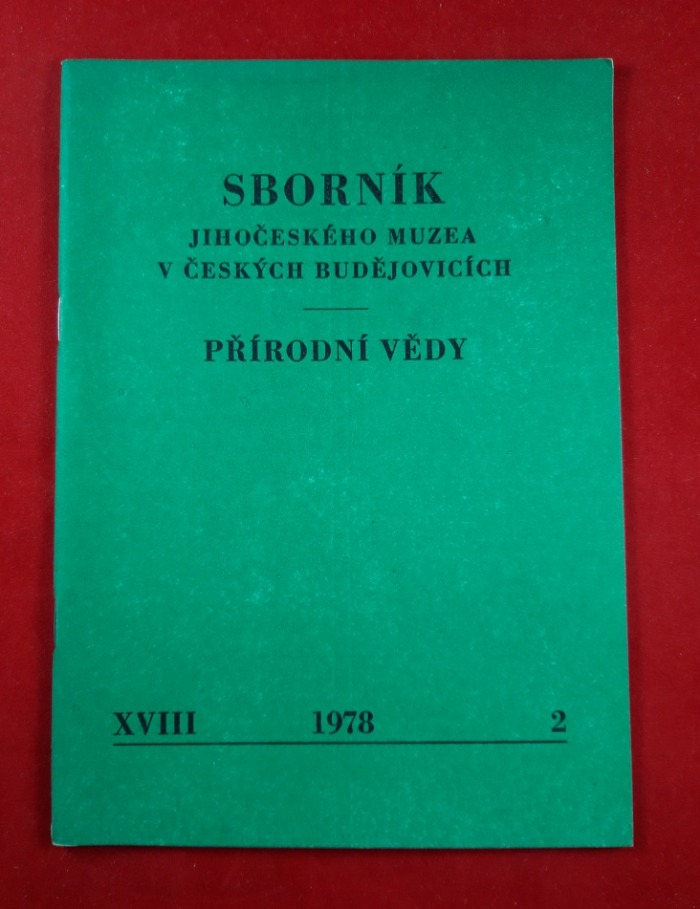 SBORNÍK
JIHOČESKÉHO MUZEA
V ČESKÝCH BUDĚJOVICÍCH
PŘÍRODNÍ VĚDY
XVIII 1978 2